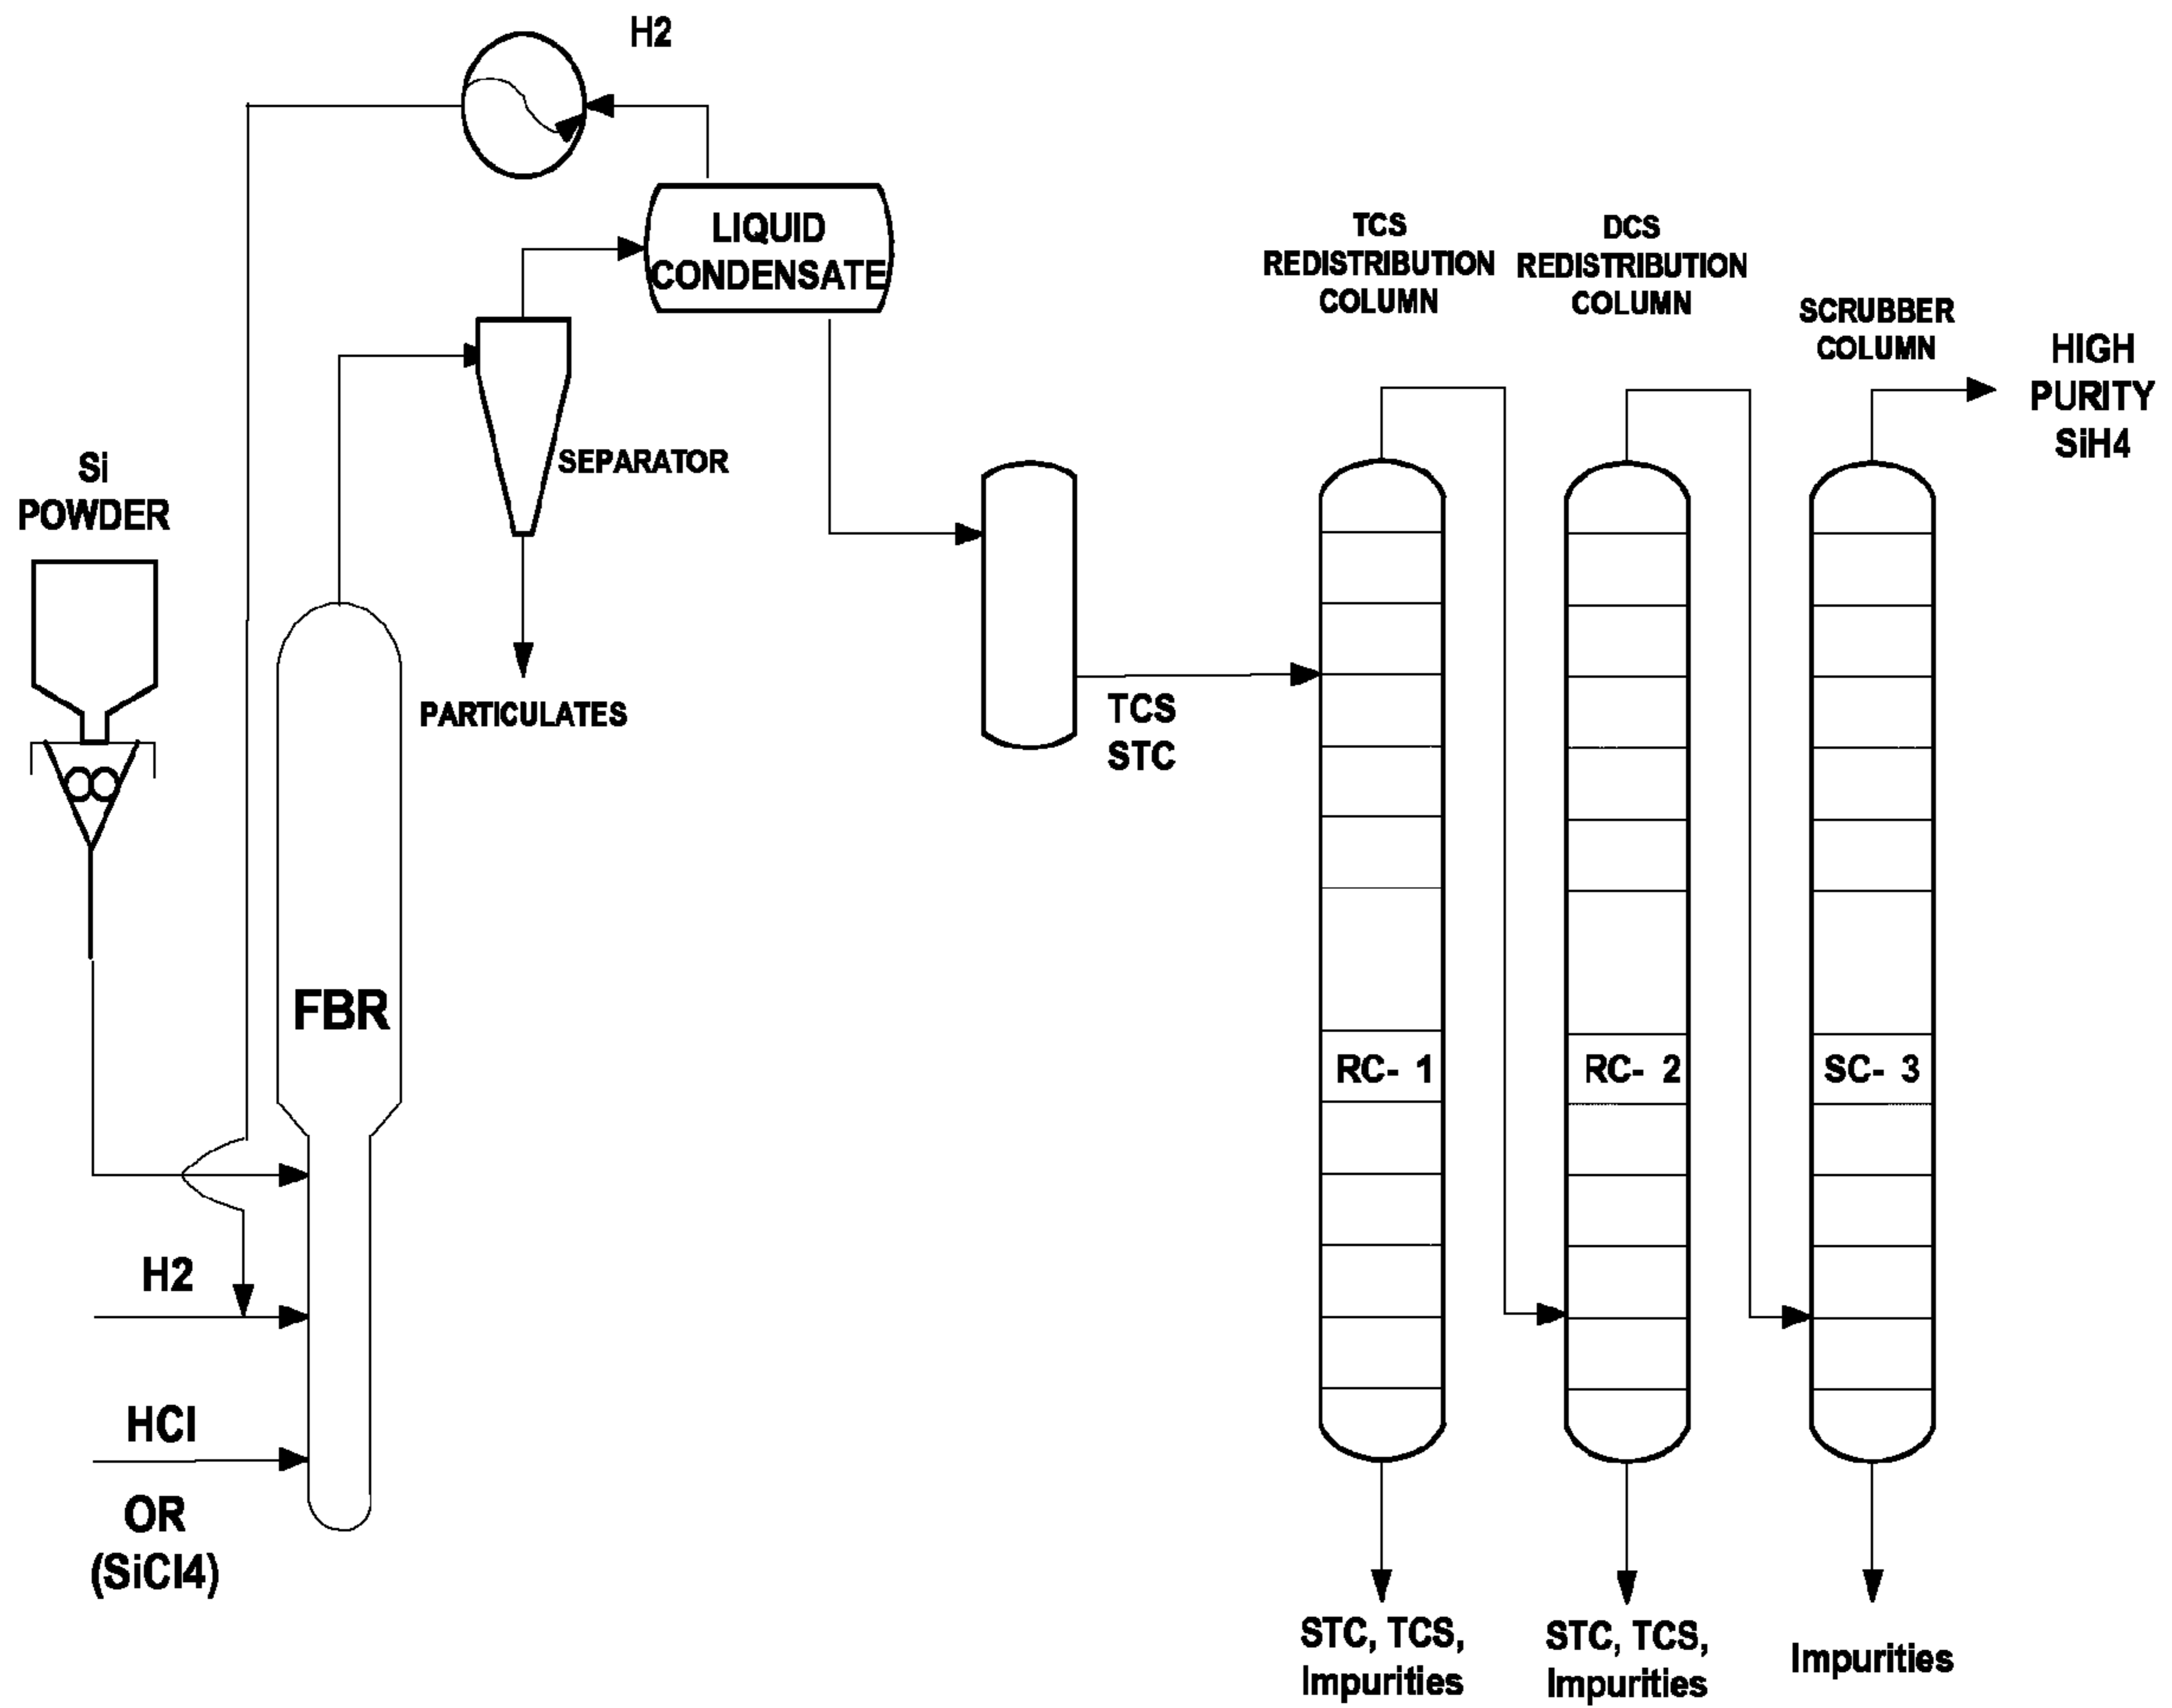 H2
LIQUID
CONDENSATE
TCS
REDISTRIBUTION
COLUMN
DCS
REDISTRIBUTION
COLUMN
SCRUBBER
COLUMN
HIGH
PURITY
SiH4
Si
POWDER
SEPARATOR
PARTICULATES
TCS
STC
FBR
RC- 1
RC- 2
SC- 3
H2
HCl
OR
(SiCl4)
STC, TCS,
Impurities
STC, TCS,
Impurities
Impurities